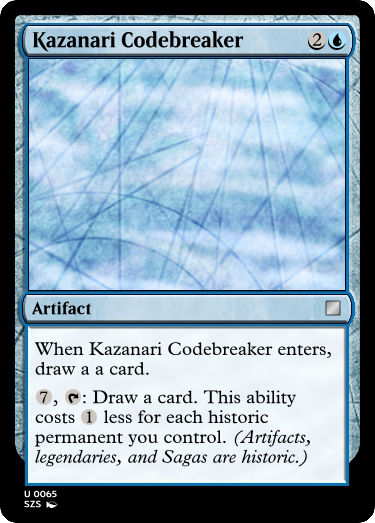 Kazanari Codebreaker 2U
Artifact
When Kazanari Codebreaker enters,
draw a a card.
7, T: Draw a card. This ability
costs 1 less for each historic
permanent you control. (Artifacts,
legendaries, and Sagas are historic.)
U 0065
SZS